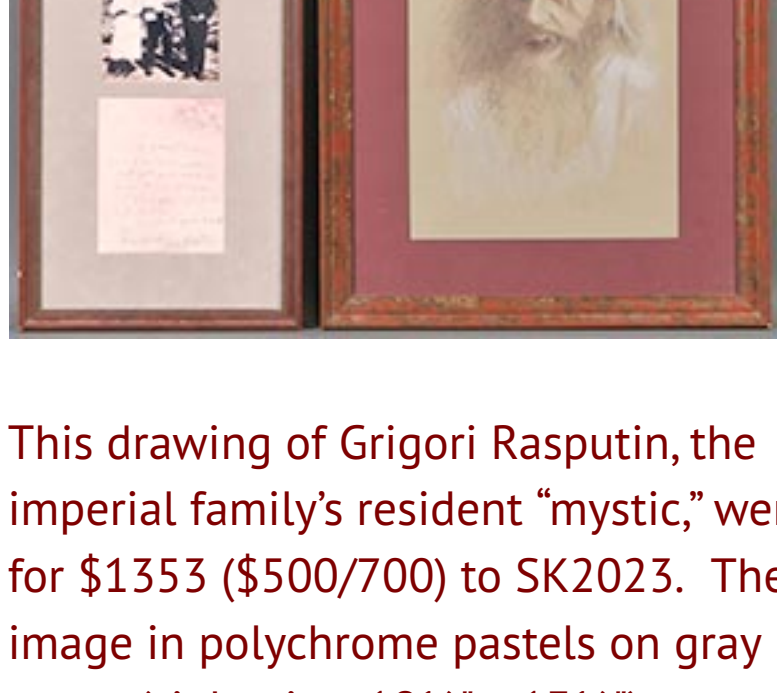 This drawing of Grigori Rasputin, the
imperial family’s resident “mystic,”
for $1353 ($500/700) to SK2023. The
image in polychrome pastels on gray